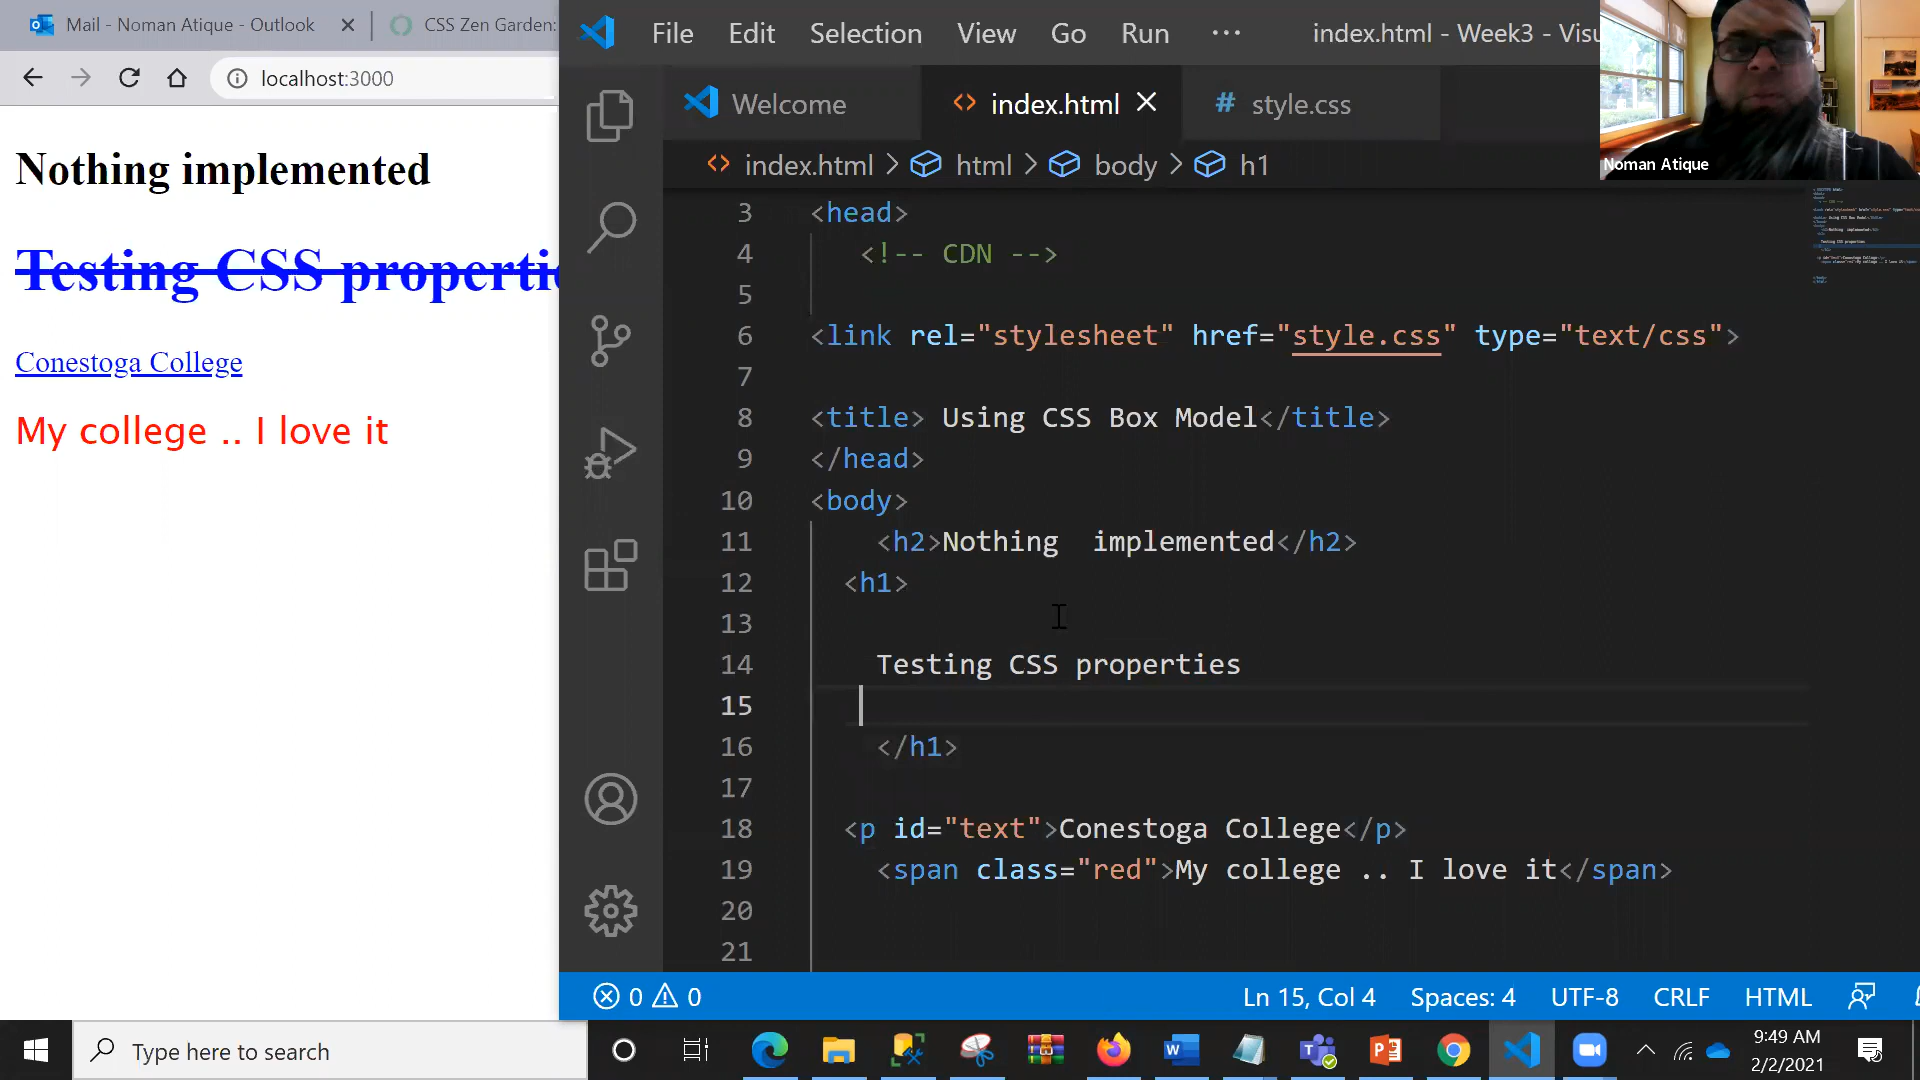 Mail - Noman Atique - Outlook
CSS Zen Garden:
localhost:3000
Nothing implemented
Testing CSS propertie
Conestoga College
My college .. I love it
File Edit Selection View Go Run ··· index.html - Week3 - Visu
Welcome index.html style.css
index.html > html > body > h1
Noman Atique
3 <head>
4 <!-- CDN -->
5
6 <link rel="stylesheet" href="style.css" type="text/css">
7
8 <title> Using CSS Box Model</title>
9 </head>
10 <body>
11 <h2>Nothing  implemented</h2>
12 <h1>
13
14 Testing CSS properties
15
16 </h1>
17
18 <p id="text">Conestoga College</p>
19 <span class="red">My college .. I love it</span>
20
21
0 0 Ln 15, Col 4 Spaces: 4 UTF-8 CRLF HTML
Type here to search
9:49 AM
2/2/2021